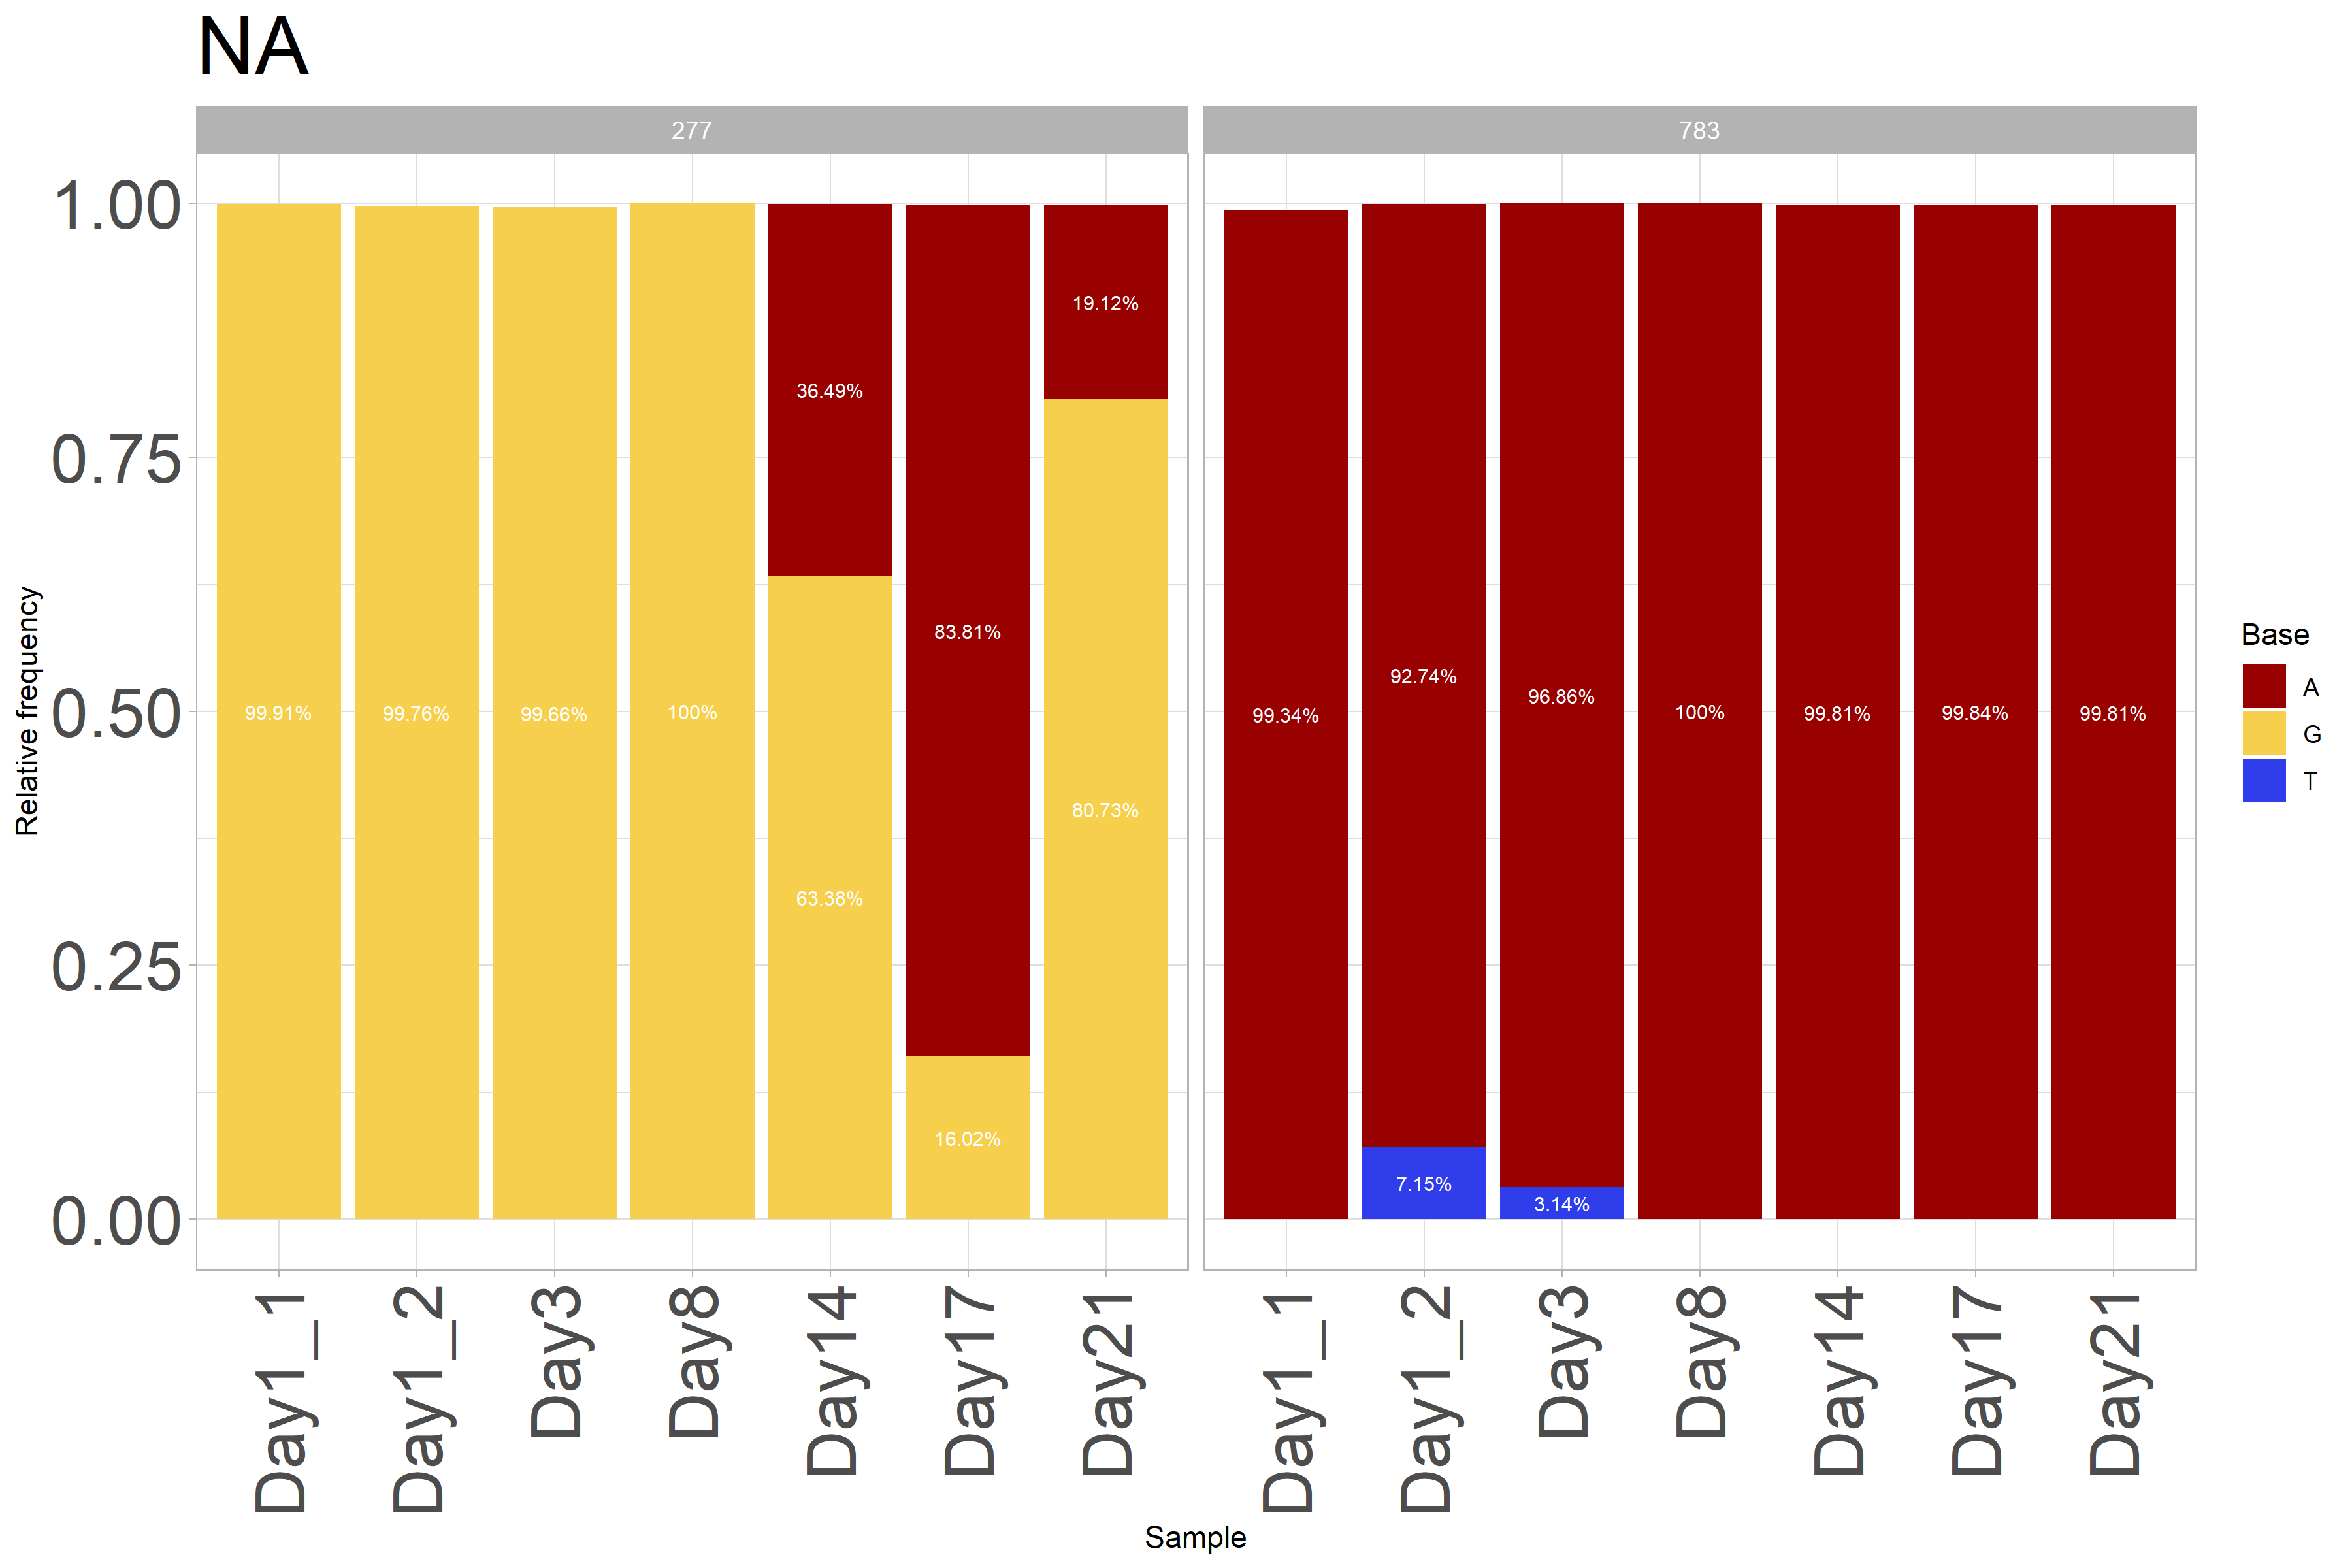 NA
277
783
1.00
0.75
0.50
0.25
0.00
Relative frequency
99.91%
99.76%
99.66%
100%
36.49%
63.38%
83.81%
16.02%
19.12%
80.73%
99.34%
92.74%
7.15%
96.86%
3.14%
100%
99.81%
99.84%
99.81%
Day1_1
Day1_2
Day3
Day8
Day14
Day17
Day21
Day1_1
Day1_2
Day3
Day8
Day14
Day17
Day21
Sample
Base
A
G
T